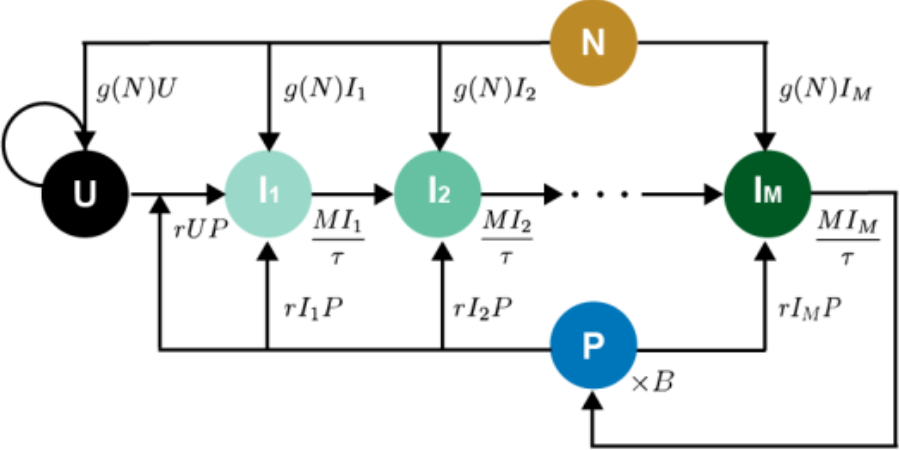 N
g(N)U g(N)I₁ g(N)I₂ g(N)I_M
U I₁ I₂ · · · I_M
rUP MI₁/τ MI₂/τ MI_M/τ
rI₁P rI₂P rI_MP
P
×B